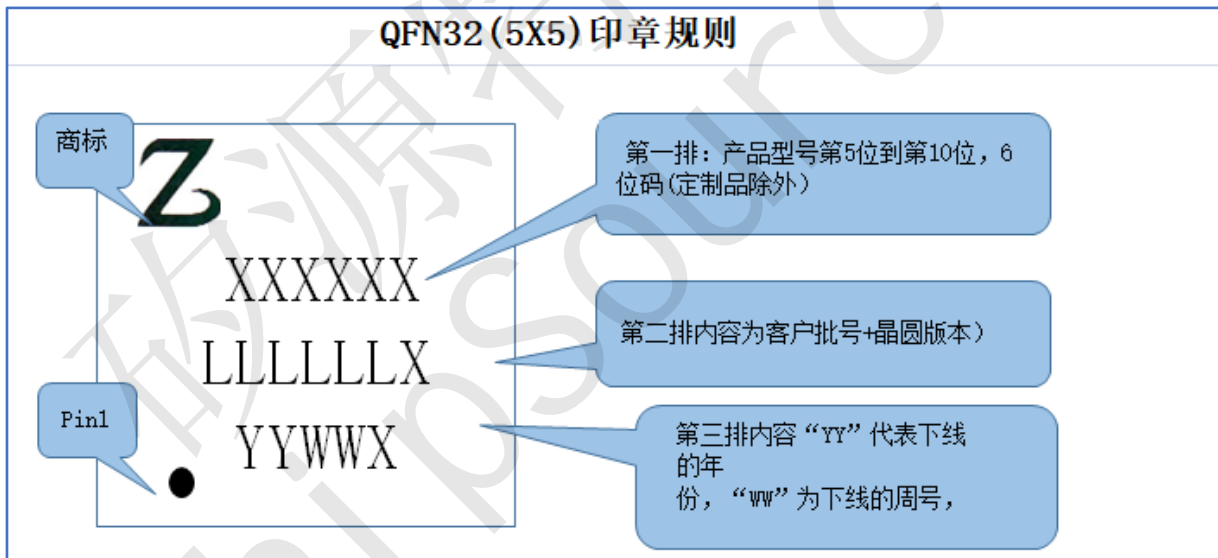 QFN32(5X5)印章规则
商标
Z
第一排：产品型号第5位到第10位，6
位码(定制品除外）
XXXXXX
第二排内容为客户批号+晶圆版本）
LLLLLLX
Pin1
YYWWX
第三排内容“YY”代表下线
的年
份，“WW”为下线的周号，